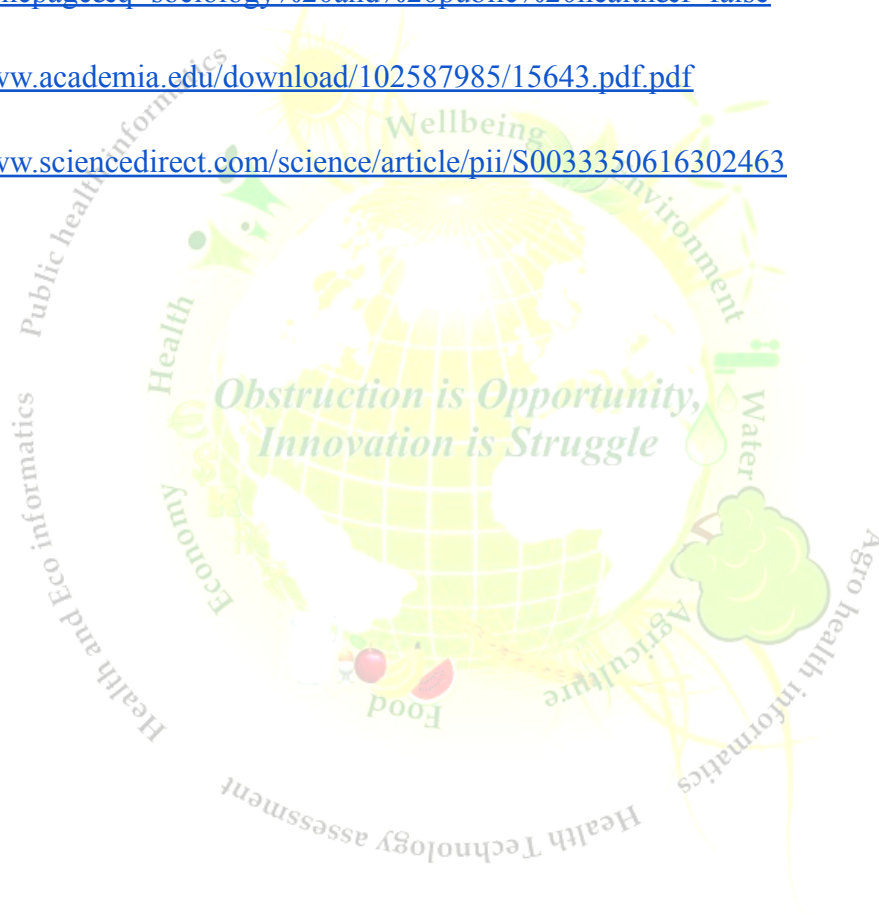 ww.academia.edu/download/102587985/15643.pdf.pdf
ww.sciencedirect.com/science/article/pii/S0033350616302463
Public health informatics
Wellbeing
Environment
Health
Obstruction is Opportunity,
Innovation is Struggle
Water
Economy
Health and Eco informatics
Agro health informatics
Agriculture
Food
Health Technology assessment